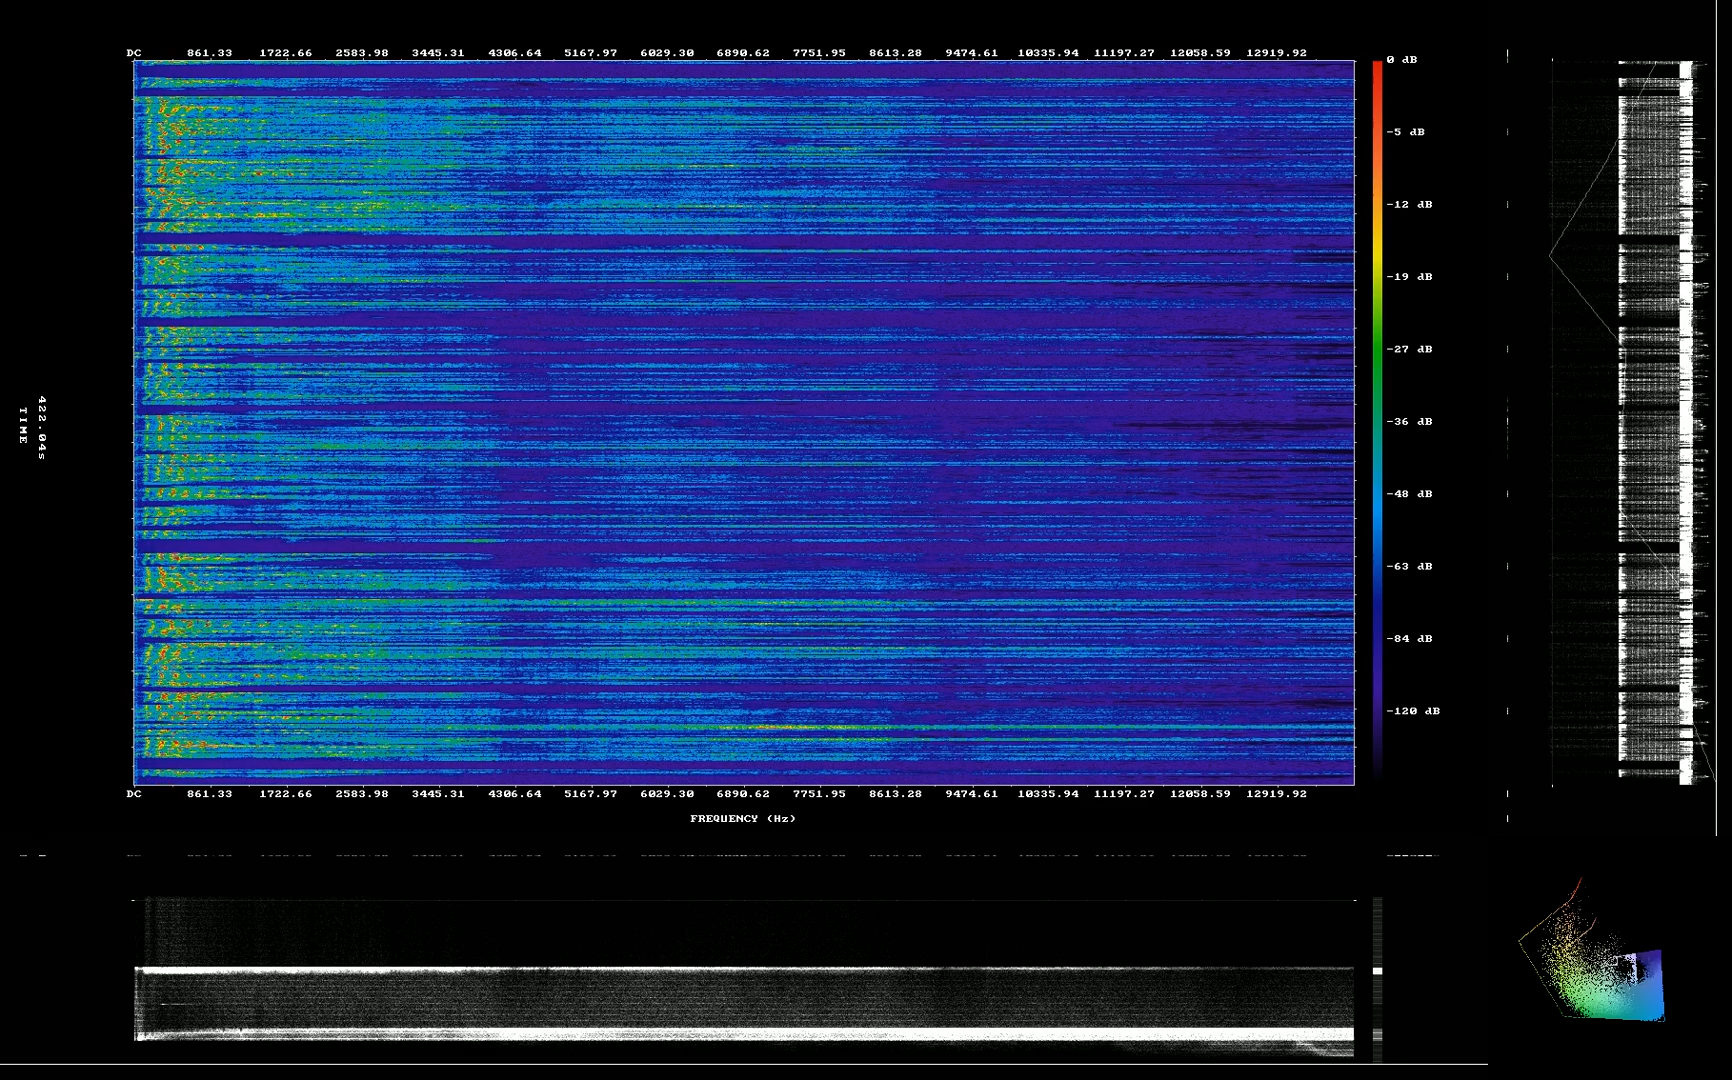 DC 861.33 1722.66 2583.98 3445.31 4306.64 5167.97 6029.30 6890.62 7751.95 8613.28 9474.61 10335.94 11197.27 12058.59 12919.92
0 dB
-5 dB
-12 dB
-19 dB
-27 dB
-36 dB
-48 dB
-63 dB
-84 dB
-120 dB
TIME
422.04s
DC 861.33 1722.66 2583.98 3445.31 4306.64 5167.97 6029.30 6890.62 7751.95 8613.28 9474.61 10335.94 11197.27 12058.59 12919.92
FREQUENCY (Hz)